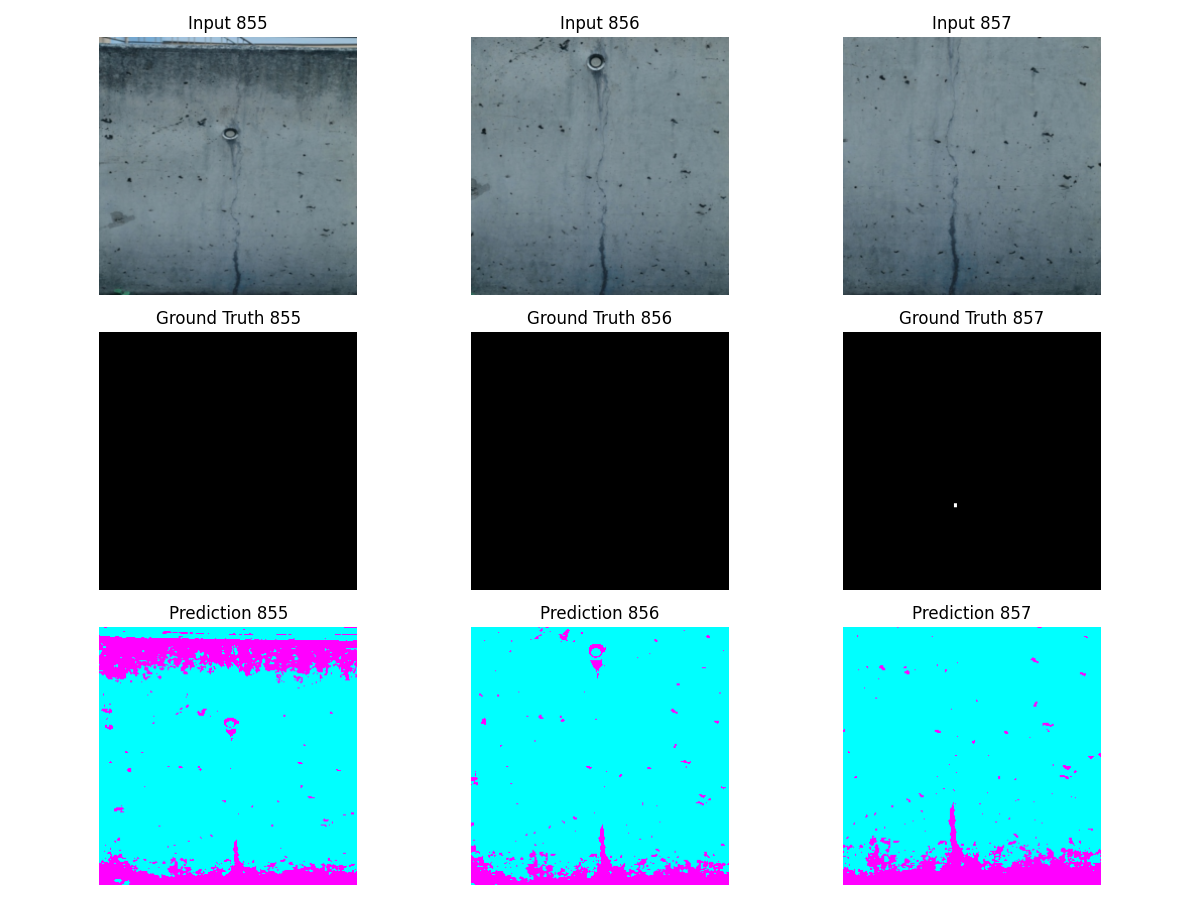 Input 855
Input 856
Input 857
Ground Truth 855
Ground Truth 856
Ground Truth 857
Prediction 855
Prediction 856
Prediction 857